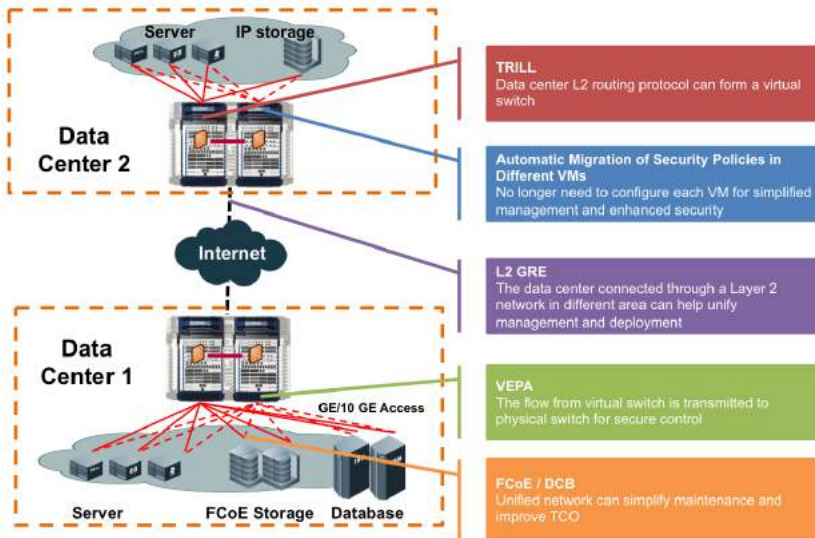 Server
IP storage
Data
Center 2
Internet
Data
Center 1
GE/10 GE Access
Server
FCoE Storage
Database
TRILL
Data center L2 routing protocol can form a virtual
switch
Automatic Migration of Security Policies in
Different VMs
No longer need to configure each VM for simplified
management and enhanced security
L2 GRE
The data center connected through a Layer 2
network in different area can help unify
management and deployment
VEPA
The flow from virtual switch is transmitted to
physical switch for secure control
FCoE / DCB
Unified network can simplify maintenance and
improve TCO